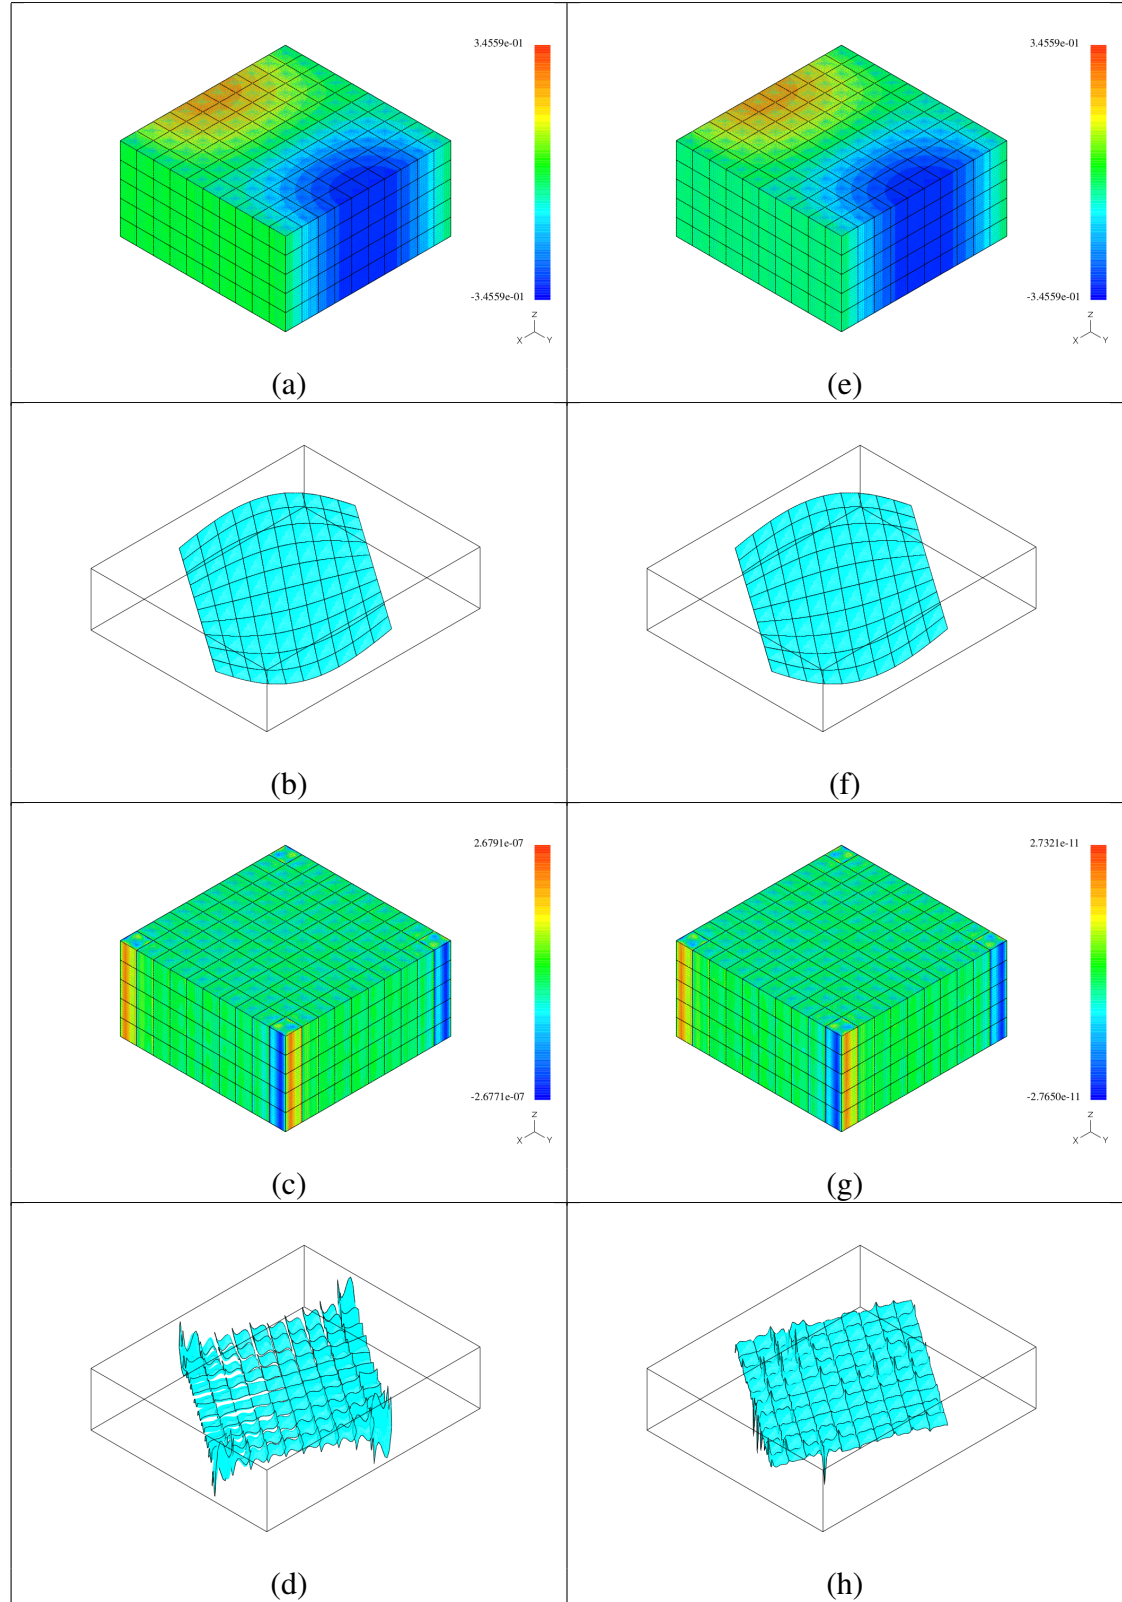 3.4559e-01
-3.4559e-01
Z
X Y
(a)
3.4559e-01
-3.4559e-01
Z
X Y
(e)
(b)
(f)
2.6791e-07
-2.6771e-07
Z
X Y
(c)
2.7321e-11
-2.7650e-11
Z
X Y
(g)
(d)
(h)